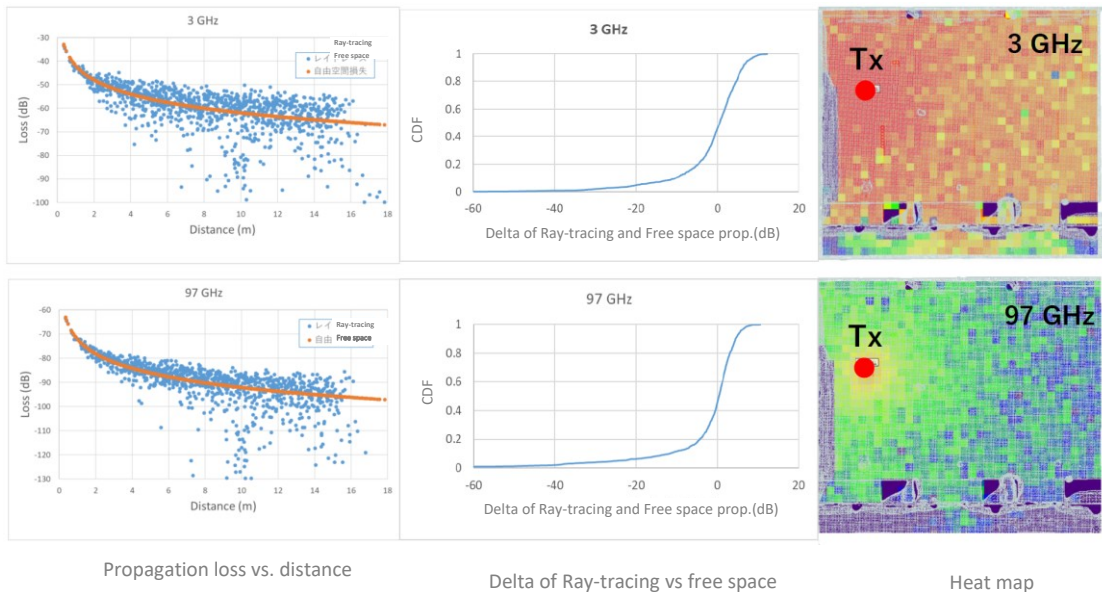 3 GHz
-30
-40
-50
-60
-70
-80
-90
-100
Loss (dB)
0 2 4 6 8 10 12 14 16 18
Distance (m)
Ray-tracing
Free space
自由空間損失
3 GHz
1
0.8
0.6
0.4
0.2
0
CDF
-60 -40 -20 0 20
Delta of Ray-tracing and Free space prop.(dB)
3 GHz
Tx
97 GHz
-60
-70
-80
-90
-100
-110
-120
-130
Loss (dB)
0 2 4 6 8 10 12 14 16 18
Distance (m)
Ray-tracing
Free space
97 GHz
1
0.8
0.6
0.4
0.2
0
CDF
-60 -40 -20 0 20
Delta of Ray-tracing and Free space prop.(dB)
97 GHz
Tx
Propagation loss vs. distance
Delta of Ray-tracing vs free space
Heat map